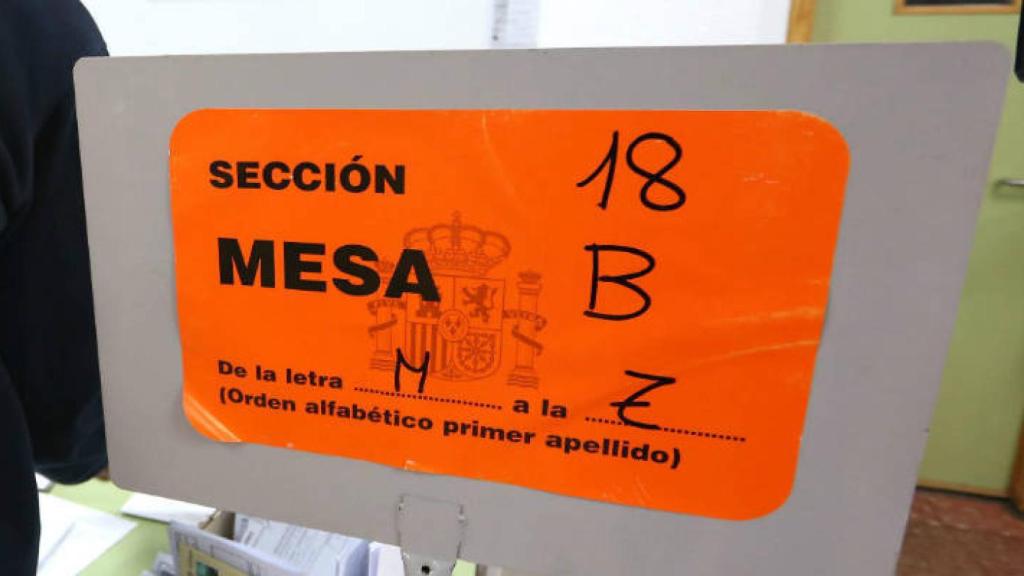 SECCIÓN 18
MESA B
De la letra M a la Z
(Orden alfabético primer apellido)